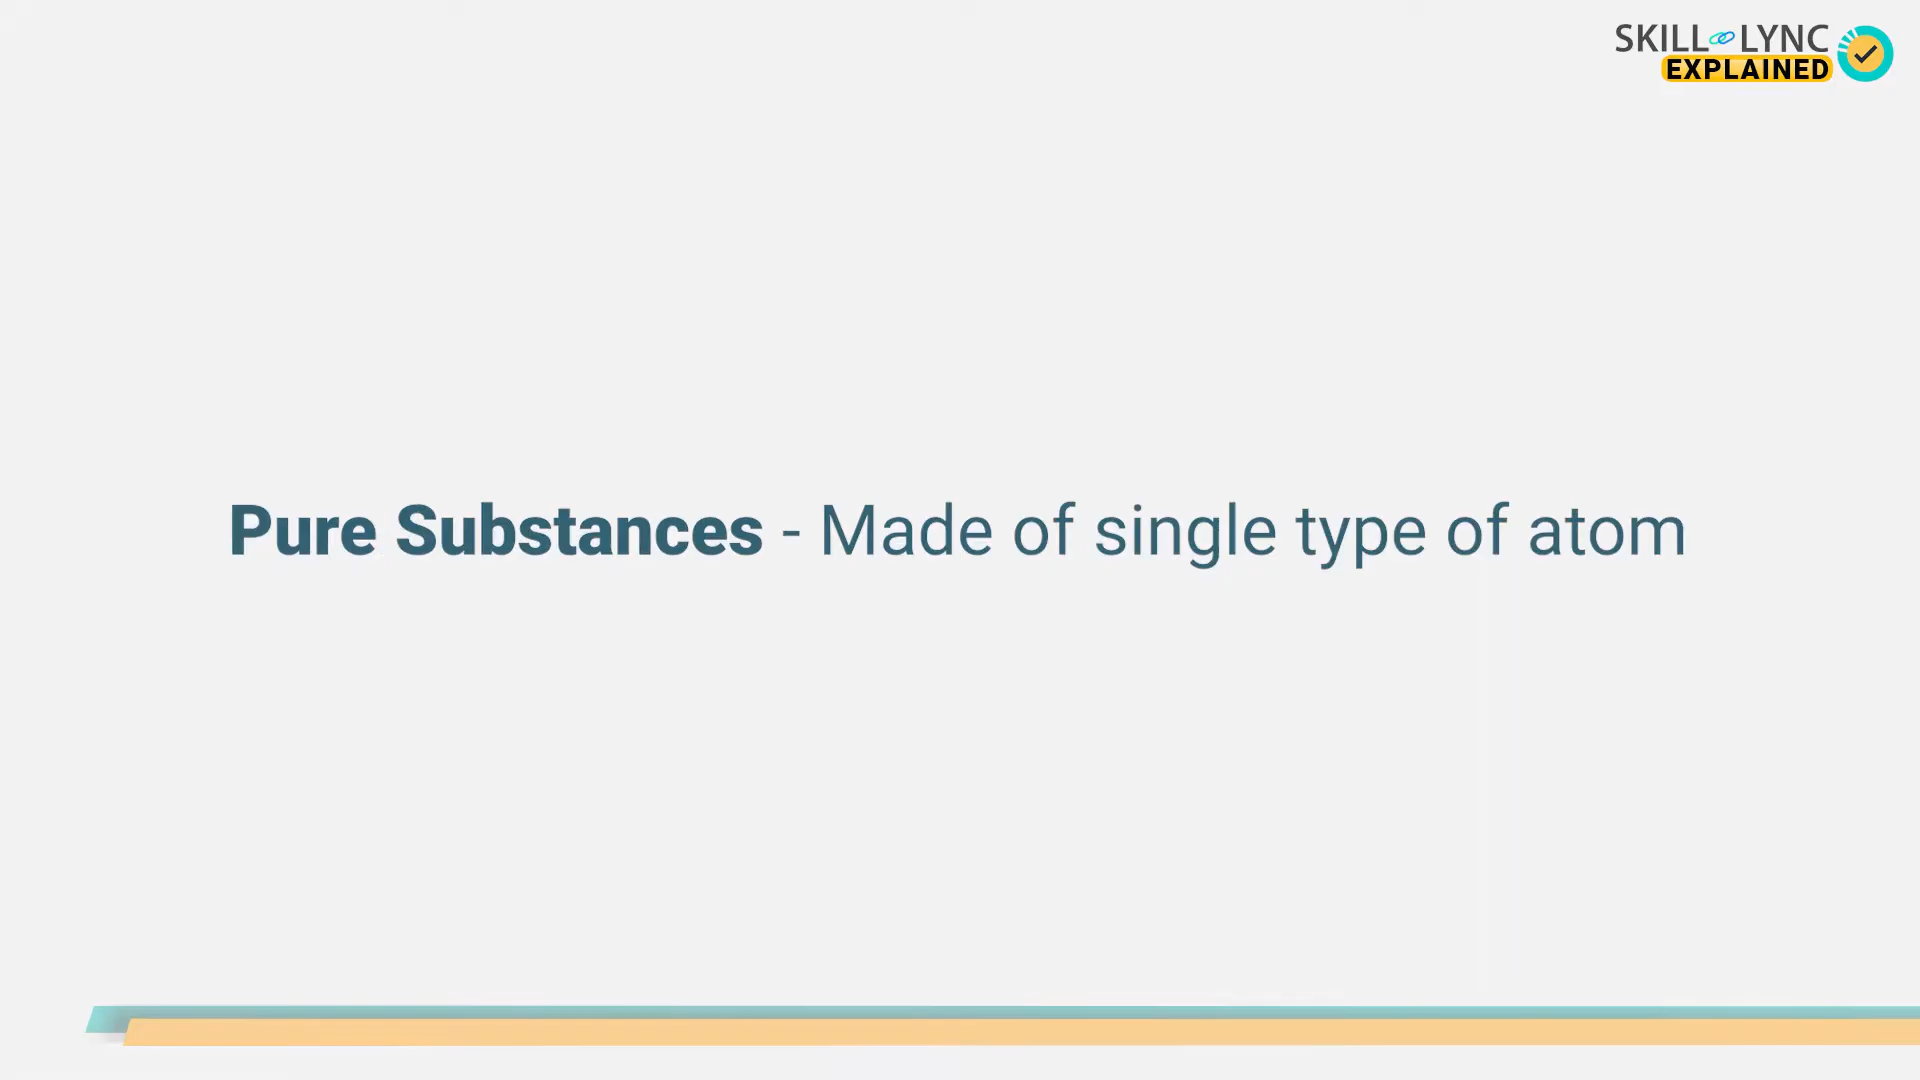 SKILL LYNC
EXPLAINED
Pure Substances - Made of single type of atom